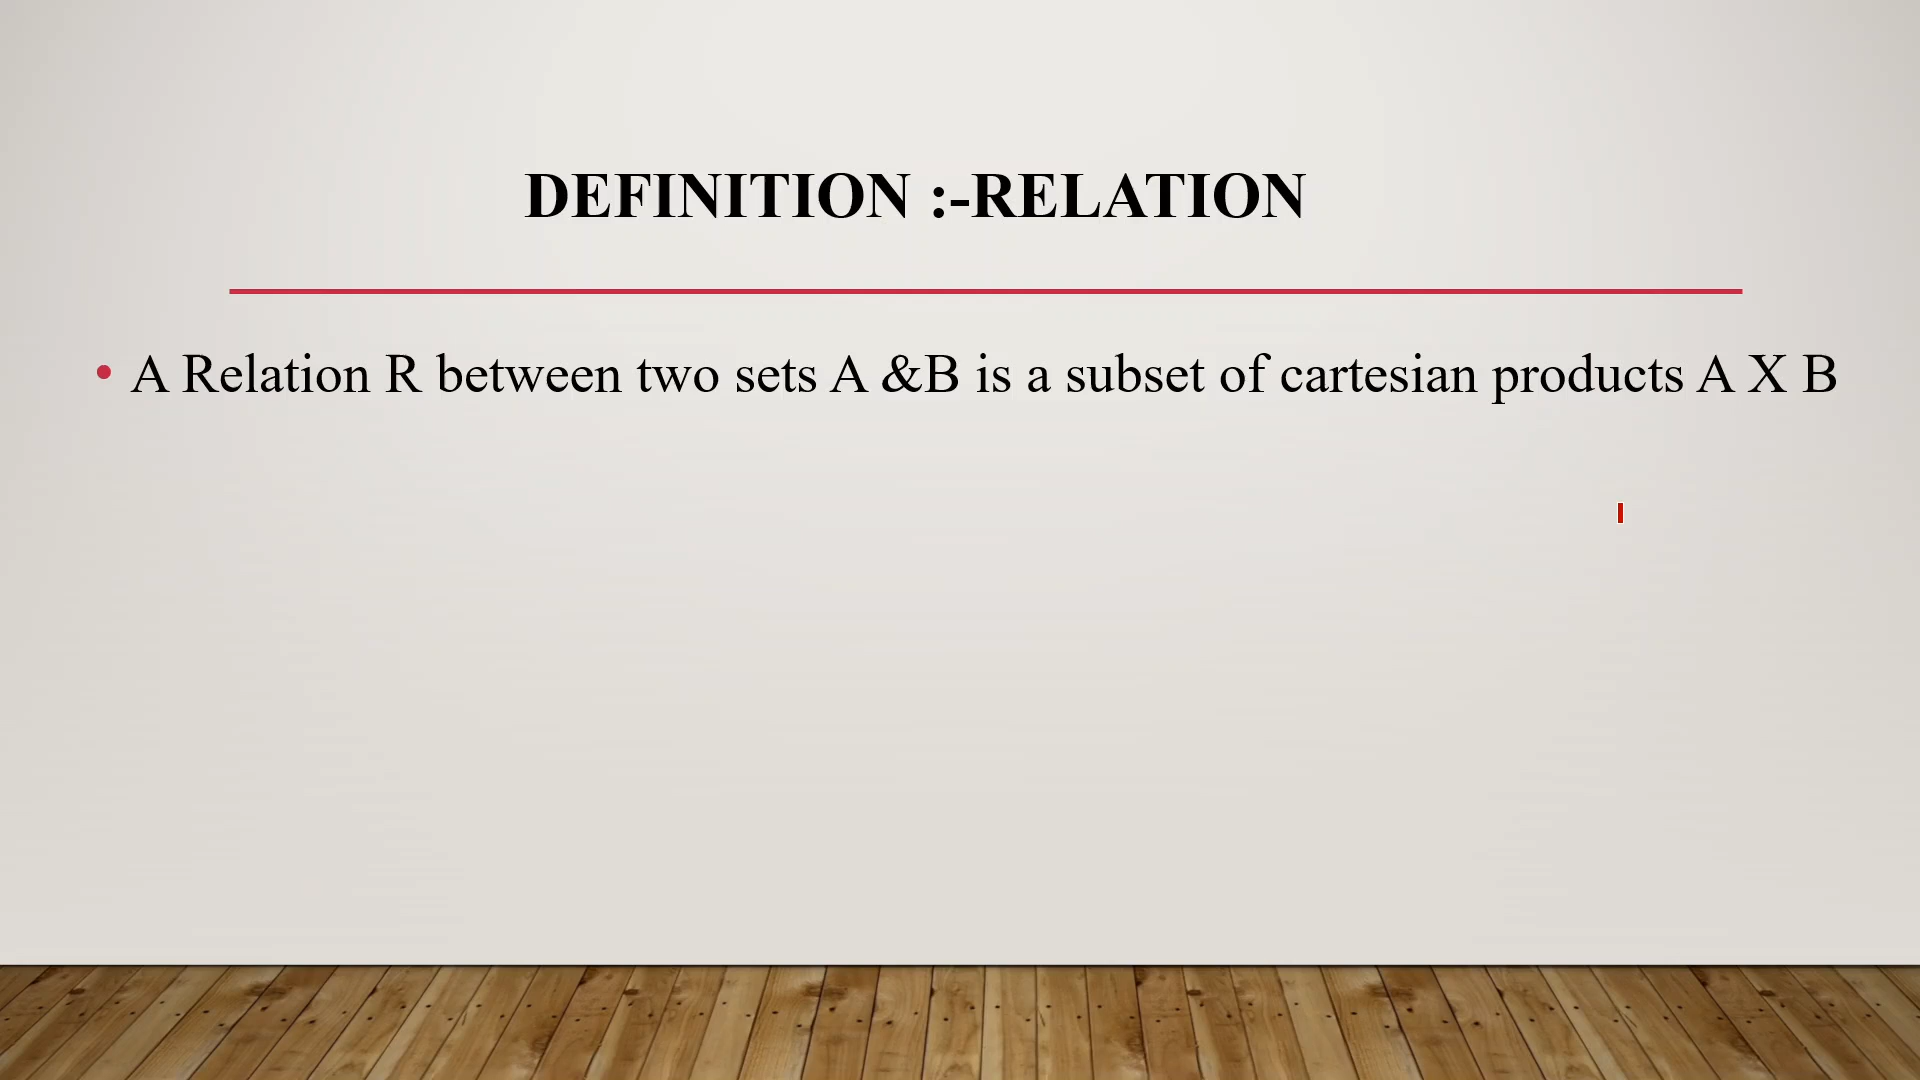 DEFINITION :-RELATION
• A Relation R between two sets A &B is a subset of cartesian products A X B